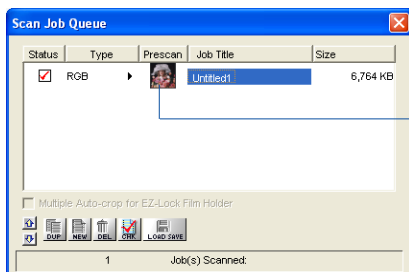 Scan Job Queue
Status Type Prescan Job Title Size
RGB Untitled1 6,764 KB
Multiple Auto-crop for EZ-Lock Film Holder
DUP NEW DEL CHK LOAD SAVE
1 Job(s) Scanned: